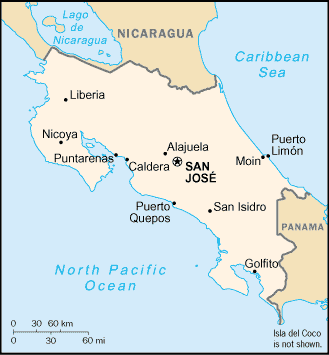 Lago
de
Nicaragua
NICARAGUA
Caribbean
Sea
Liberia
Nicoya
Puntarenas
Alajuela
Caldera
SAN
JOSÉ
Puerto
Limón
Moin
Puerto
Quepos
San Isidro
PANAMA
Golfito
North Pacific
Ocean
0 30 60 km
0 30 60 mi
Isla del Coco
is not shown.